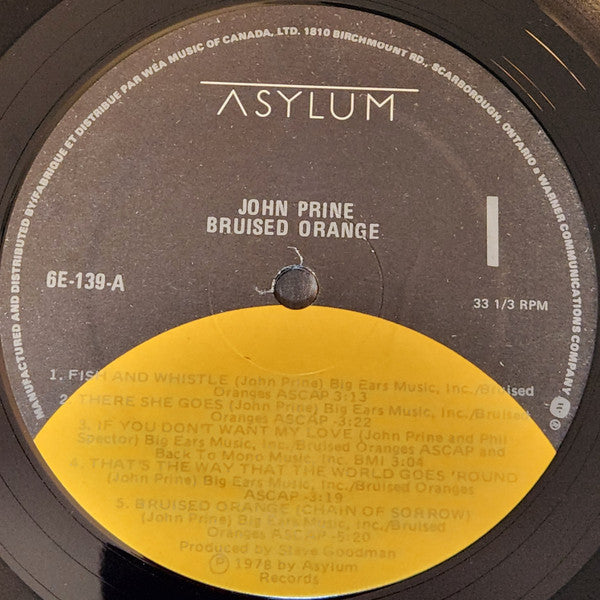 MANUFACTURED AND DISTRIBUTED BY/FABRIQUE ET DISTRIBUE PAR WEA MUSIC OF CANADA, LTD. 1810 BIRCHMOUNT RD., SCARBOROUGH, ONTARIO • A WARNER COMMUNICATIONS COMPANY
ASYLUM
JOHN PRINE
BRUISED ORANGE
1
6E-139-A
33 1/3 RPM
1. FISH AND WHISTLE (John Prine) Big Ears Music, Inc./Bruised
Oranges ASCAP 3:13
2. THERE SHE GOES (John Prine) Big Ears Music, Inc./Bruised
Oranges ASCAP -3:22
3. IF YOU DON'T WANT MY LOVE (John Prine and Phil
Spector) Big Ears Music, Inc./Bruised Oranges ASCAP and
Back To Mono Music, Inc. BMI 3:04
4. THAT'S THE WAY THAT THE WORLD GOES 'ROUND
(John Prine) Big Ears Music, Inc./Bruised Oranges
ASCAP -3:19
5. BRUISED ORANGE (CHAIN OF SORROW)
(John Prine) Big Ears Music, Inc./Bruised
Oranges ASCAP -5:20
Produced by Steve Goodman
℗ 1978 by Asylum
Records